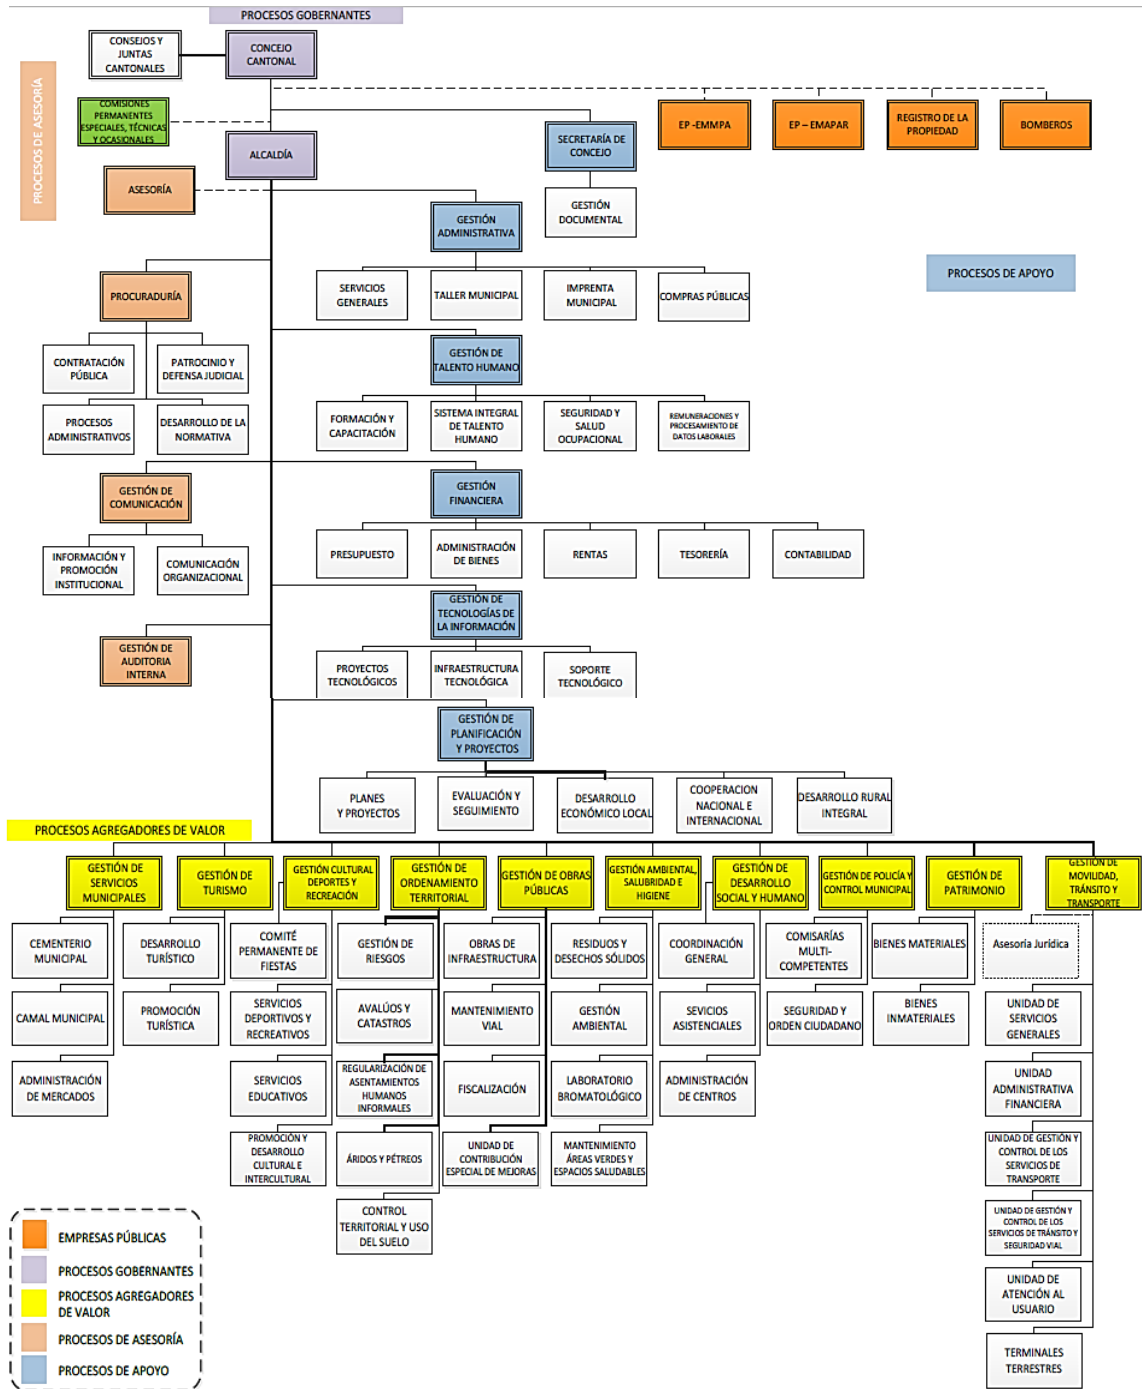 PROCESOS GOBERNANTES
CONSEJOS Y
JUNTAS
CANTONALES
CONCEJO
CANTONAL
PROCESOS DE ASESORÍA
COMISIONES
PERMANENTES
ESPECIALES, TÉCNICAS
Y OCASIONALES
ALCALDÍA
SECRETARÍA DE
CONCEJO
EP -EMMPA
EP – EMAPAR
REGISTRO DE LA
PROPIEDAD
BOMBEROS
ASESORÍA
GESTIÓN
DOCUMENTAL
GESTIÓN
ADMINISTRATIVA
PROCESOS DE APOYO
PROCURADURÍA
SERVICIOS
GENERALES
TALLER MUNICIPAL
IMPRENTA
MUNICIPAL
COMPRAS PÚBLICAS
CONTRATACIÓN
PÚBLICA
PATROCINIO Y
DEFENSA JUDICIAL
GESTIÓN DE
TALENTO HUMANO
PROCESOS
ADMINISTRATIVOS
DESARROLLO DE LA
NORMATIVA
FORMACIÓN Y
CAPACITACIÓN
SISTEMA INTEGRAL
DE TALENTO
HUMANO
SEGURIDAD Y
SALUD
OCUPACIONAL
REMUNERACIONES Y
PROCESAMIENTO DE
DATOS LABORALES
GESTIÓN DE
COMUNICACIÓN
GESTIÓN
FINANCIERA
INFORMACIÓN Y
PROMOCIÓN
INSTITUCIONAL
COMUNICACIÓN
ORGANIZACIONAL
PRESUPUESTO
ADMINISTRACIÓN
DE BIENES
RENTAS
TESORERÍA
CONTABILIDAD
GESTIÓN DE
TECNOLOGÍAS DE
LA INFORMACIÓN
GESTIÓN DE
AUDITORIA
INTERNA
PROYECTOS
TECNOLÓGICOS
INFRAESTRUCTURA
TECNOLÓGICA
SOPORTE
TECNOLÓGICO
GESTIÓN DE
PLANIFICACIÓN
Y PROYECTOS
PLANES
Y PROYECTOS
EVALUACIÓN Y
SEGUIMIENTO
DESARROLLO
ECONÓMICO LOCAL
COOPERACION
NACIONAL E
INTERNACIONAL
DESARROLLO RURAL
INTEGRAL
PROCESOS AGREGADORES DE VALOR
GESTIÓN DE
SERVICIOS
MUNICIPALES
GESTIÓN DE
TURISMO
GESTIÓN CULTURAL
DEPORTES Y
RECREACIÓN
GESTIÓN DE
ORDENAMIENTO
TERRITORIAL
GESTIÓN DE OBRAS
PÚBLICAS
GESTIÓN AMBIENTAL,
SALUBRIDAD E
HIGIENE
GESTIÓN DE
DESARROLLO
SOCIAL Y HUMANO
GESTIÓN DE POLICÍA Y
CONTROL MUNICIPAL
GESTIÓN DE
PATRIMONIO
GESTIÓN DE
MOVILIDAD,
TRÁNSITO Y
TRANSPORTE
CEMENTERIO
MUNICIPAL
DESARROLLO
TURÍSTICO
COMITÉ
PERMANENTE DE
FIESTAS
GESTIÓN DE
RIESGOS
OBRAS DE
INFRAESTRUCTURA
RESIDUOS Y
DESECHOS SÓLIDOS
COORDINACIÓN
GENERAL
COMISARÍAS
MULTI-
COMPETENTES
BIENES MATERIALES
Asesoría Jurídica
CAMAL MUNICIPAL
PROMOCIÓN
TURÍSTICA
SERVICIOS
DEPORTIVOS Y
RECREATIVOS
AVALÚOS Y
CATASTROS
MANTENIMIENTO
VIAL
GESTIÓN
AMBIENTAL
SEVICIOS
ASISTENCIALES
SEGURIDAD Y
ORDEN CIUDADANO
BIENES
INMATERIALES
UNIDAD DE
SERVICIOS
GENERALES
ADMINISTRACIÓN
DE MERCADOS
SERVICIOS
EDUCATIVOS
REGULARIZACIÓN DE
ASENTAMIENTOS
HUMANOS
INFORMALES
FISCALIZACIÓN
LABORATORIO
BROMATOLÓGICO
ADMINISTRACIÓN
DE CENTROS
UNIDAD
ADMINISTRATIVA
FINANCIERA
PROMOCIÓN Y
DESARROLLO
CULTURAL E
INTERCULTURAL
ÁRIDOS Y PÉTREOS
UNIDAD DE
CONTRIBUCIÓN
ESPECIAL DE MEJORAS
MANTENIMIENTO
ÁREAS VERDES Y
ESPACIOS SALUDABLES
UNIDAD DE GESTIÓN Y
CONTROL DE LOS
SERVICIOS DE
TRANSPORTE
CONTROL
TERRITORIAL Y USO
DEL SUELO
UNIDAD DE GESTIÓN Y
CONTROL DE LOS
SERVICIOS DE TRÁNSITO Y
SEGURIDAD VIAL
UNIDAD DE
ATENCIÓN AL
USUARIO
TERMINALES
TERRESTRES
EMPRESAS PÚBLICAS
PROCESOS GOBERNANTES
PROCESOS AGREGADORES
DE VALOR
PROCESOS DE ASESORÍA
PROCESOS DE APOYO